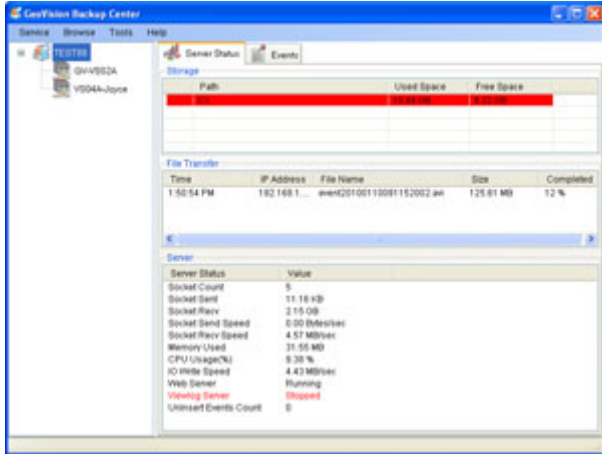 GeoVision Backup Center
Service Browse Tools Help
TEST88
GV-VS02A
VS04A-Joyce
Server Status Events
Storage
Path Used Space Free Space
File Transfer
Time IP Address File Name Size Completed
1:50:54 PM 192.168.1... event20100110081152002.avi 125.61 MB 12 %
Server
Server Status Value
Socket Count 5
Socket Sent 11.16 KB
Socket Recv 2.15 GB
Socket Send Speed 0.00 Bytes/sec
Socket Recv Speed 4.57 MB/sec
Memory Used 31.55 MB
CPU Usage(%) 9.38 %
IO Write Speed 4.43 MB/sec
Web Server Running
Viewlog Server Stopped
Uninsert Events Count 0